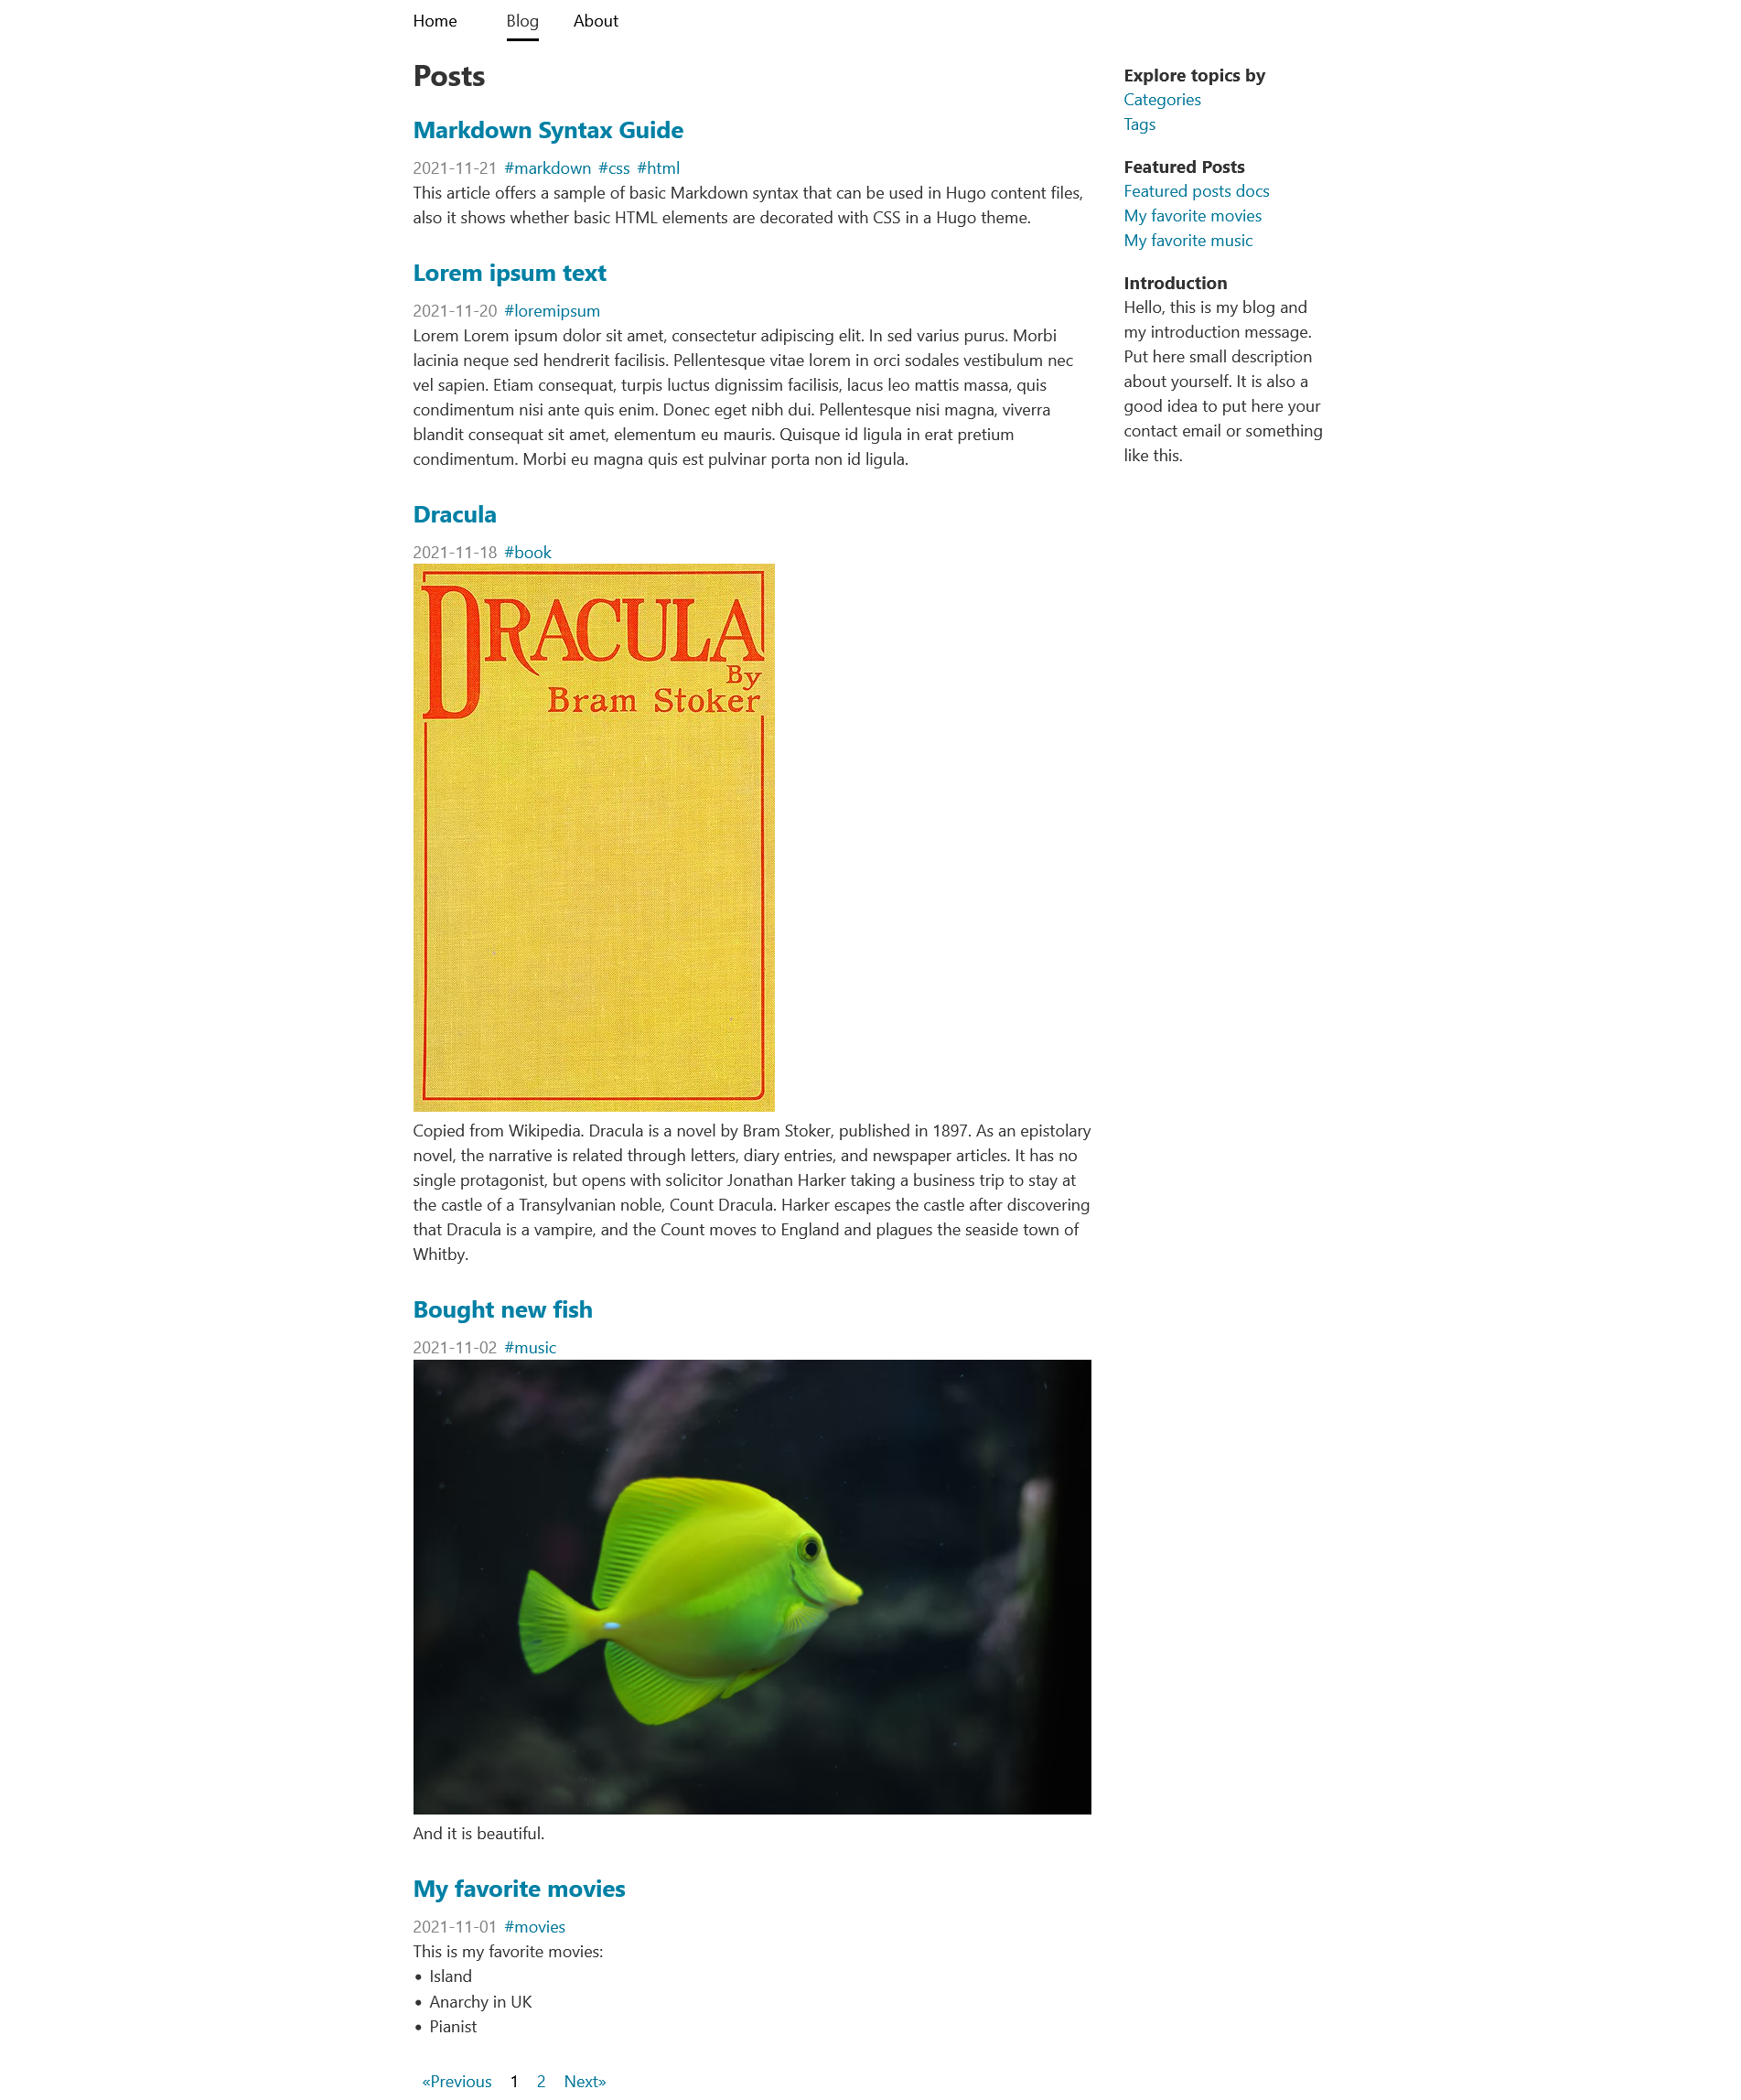 Home Blog About
Posts
Markdown Syntax Guide
2021-11-21 #markdown #css #html
This article offers a sample of basic Markdown syntax that can be used in Hugo content files,
also it shows whether basic HTML elements are decorated with CSS in a Hugo theme.
Lorem ipsum text
2021-11-20 #loremipsum
Lorem Lorem ipsum dolor sit amet, consectetur adipiscing elit. In sed varius purus. Morbi
lacinia neque sed hendrerit facilisis. Pellentesque vitae lorem in orci sodales vestibulum nec
vel sapien. Etiam consequat, turpis luctus dignissim facilisis, lacus leo mattis massa, quis
condimentum nisi ante quis enim. Donec eget nibh dui. Pellentesque nisi magna, viverra
blandit consequat sit amet, elementum eu mauris. Quisque id ligula in erat pretium
condimentum. Morbi eu magna quis est pulvinar porta non id ligula.
Dracula
2021-11-18 #book
DRACULA
By
Bram Stoker
Copied from Wikipedia. Dracula is a novel by Bram Stoker, published in 1897. As an epistolary
novel, the narrative is related through letters, diary entries, and newspaper articles. It has no
single protagonist, but opens with solicitor Jonathan Harker taking a business trip to stay at
the castle of a Transylvanian noble, Count Dracula. Harker escapes the castle after discovering
that Dracula is a vampire, and the Count moves to England and plagues the seaside town of
Whitby.
Bought new fish
2021-11-02 #music
And it is beautiful.
My favorite movies
2021-11-01 #movies
This is my favorite movies:
• Island
• Anarchy in UK
• Pianist
«Previous 1 2 Next»
Explore topics by
Categories
Tags
Featured Posts
Featured posts docs
My favorite movies
My favorite music
Introduction
Hello, this is my blog and
my introduction message.
Put here small description
about yourself. It is also a
good idea to put here your
contact email or something
like this.